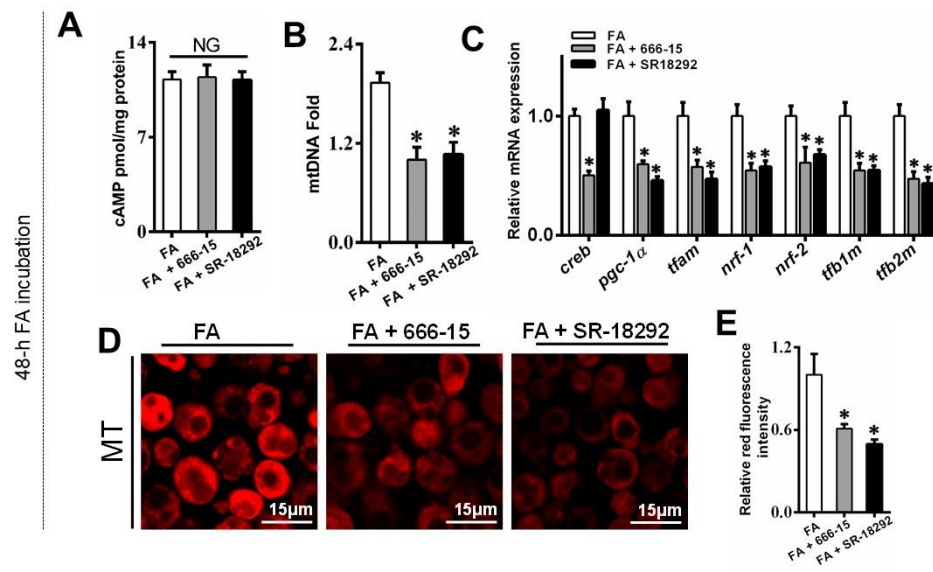 48-h FA incubation
A
NG
cAMP pmol/mg protein
14
7
0
FA
FA + 666-15
FA + SR-18292
B
mtDNA Fold
2.4
1.2
0.0
*
*
FA
FA + 666-15
FA + SR-18292
C
FA
FA + 666-15
FA + SR18292
Relative mRNA expression
1.0
0.0
* * * * * * * * * * * * *
creb
pgc-1α
tfam
nrf-1
nrf-2
tfb1m
tfb2m
D
FA
FA + 666-15
FA + SR-18292
MT
15μm
15μm
15μm
E
Relative red fluorescence
intensity
1.2
0.6
0.0
*
*
FA
FA + 666-15
FA + SR-18292